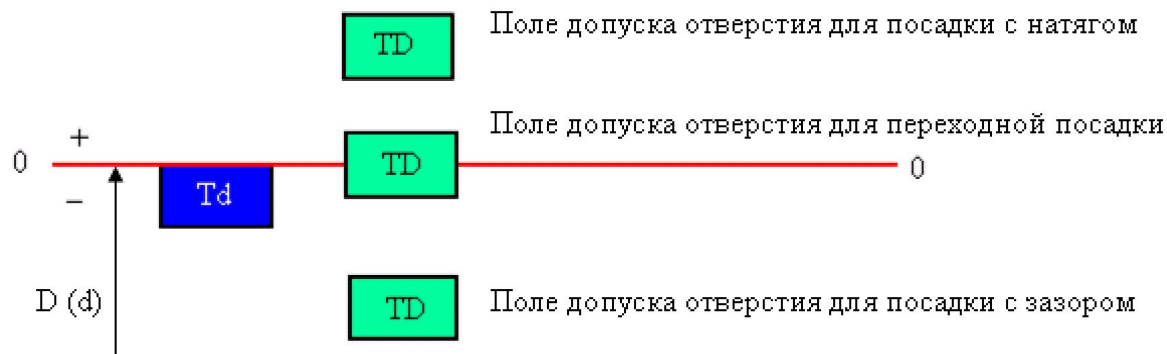 TD Поле допуска отверстия для посадки с натягом
+
Поле допуска отверстия для переходной посадки
0 TD 0
– Td
D (d) TD Поле допуска отверстия для посадки с зазором